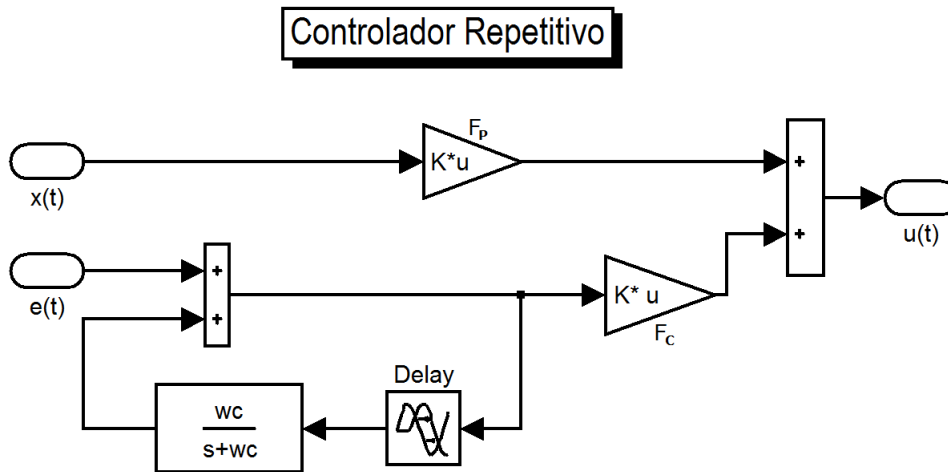 Controlador Repetitivo
F_P
K*u
+
x(t)
+
u(t)
+
e(t)
K* u
+
F_C
Delay
wc
s+wc